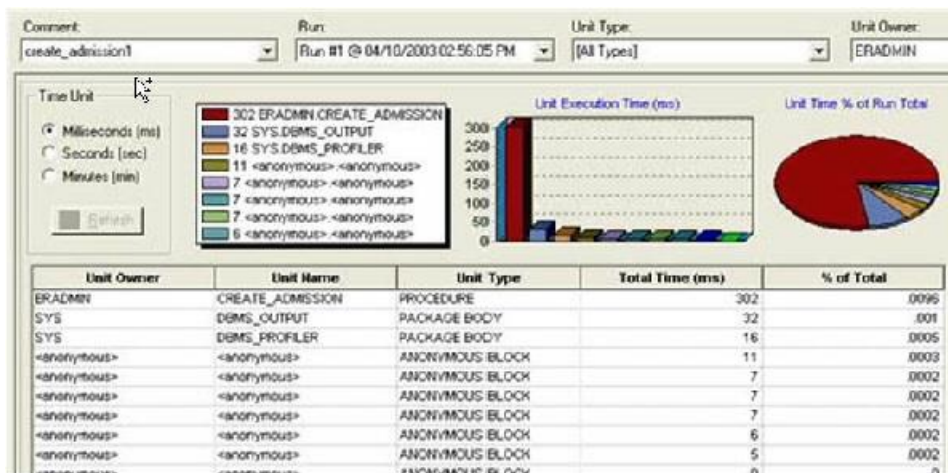 Comment: Run: Unit Type: Unit Owner:
create_admission1 Run #1 @ 04/10/2003 02:56:05 PM [All Types] ERADMIN
Time Unit
Milliseconds (ms)
Seconds (sec)
Minutes (min)
Refresh
302 ERADMIN.CREATE_ADMISSION
32 SYS.DBMS_OUTPUT
16 SYS.DBMS_PROFILER
11 <anonymous>.<anonymous>
7 <anonymous>.<anonymous>
7 <anonymous>.<anonymous>
7 <anonymous>.<anonymous>
6 <anonymous>.<anonymous>
Unit Execution Time (ms)
300
250
200
150
100
50
0
Unit Time % of Run Total
Unit Owner Unit Name Unit Type Total Time (ms) % of Total
ERADMIN CREATE_ADMISSION PROCEDURE 302 .0096
SYS DBMS_OUTPUT PACKAGE BODY 32 .001
SYS DBMS_PROFILER PACKAGE BODY 16 .0005
<anonymous> <anonymous> ANONYMOUS BLOCK 11 .0003
<anonymous> <anonymous> ANONYMOUS BLOCK 7 .0002
<anonymous> <anonymous> ANONYMOUS BLOCK 7 .0002
<anonymous> <anonymous> ANONYMOUS BLOCK 7 .0002
<anonymous> <anonymous> ANONYMOUS BLOCK 6 .0002
<anonymous> <anonymous> ANONYMOUS BLOCK 5 .0002